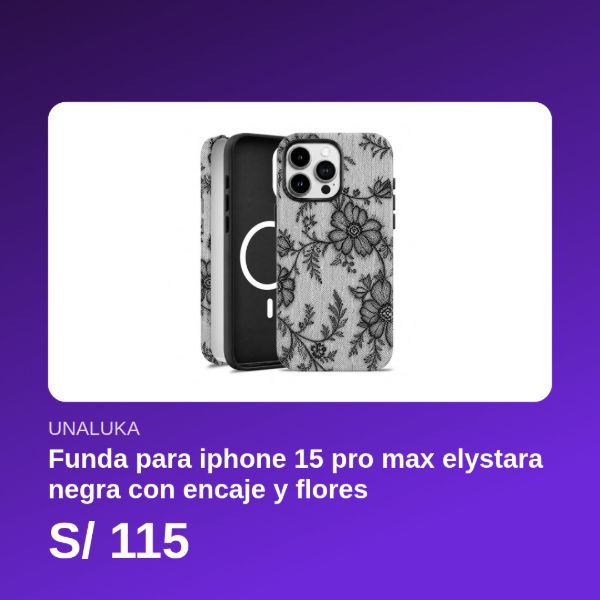 UNALUKA
Funda para iphone 15 pro max elystara
negra con encaje y flores
S/ 115